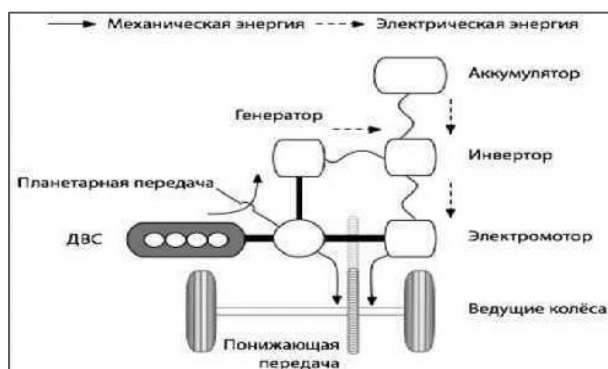 Механическая энергия
Электрическая энергия
Аккумулятор
Генератор
Инвертор
Планетарная передача
ДВС
Электромотор
Ведущие колёса
Понижающая
передача